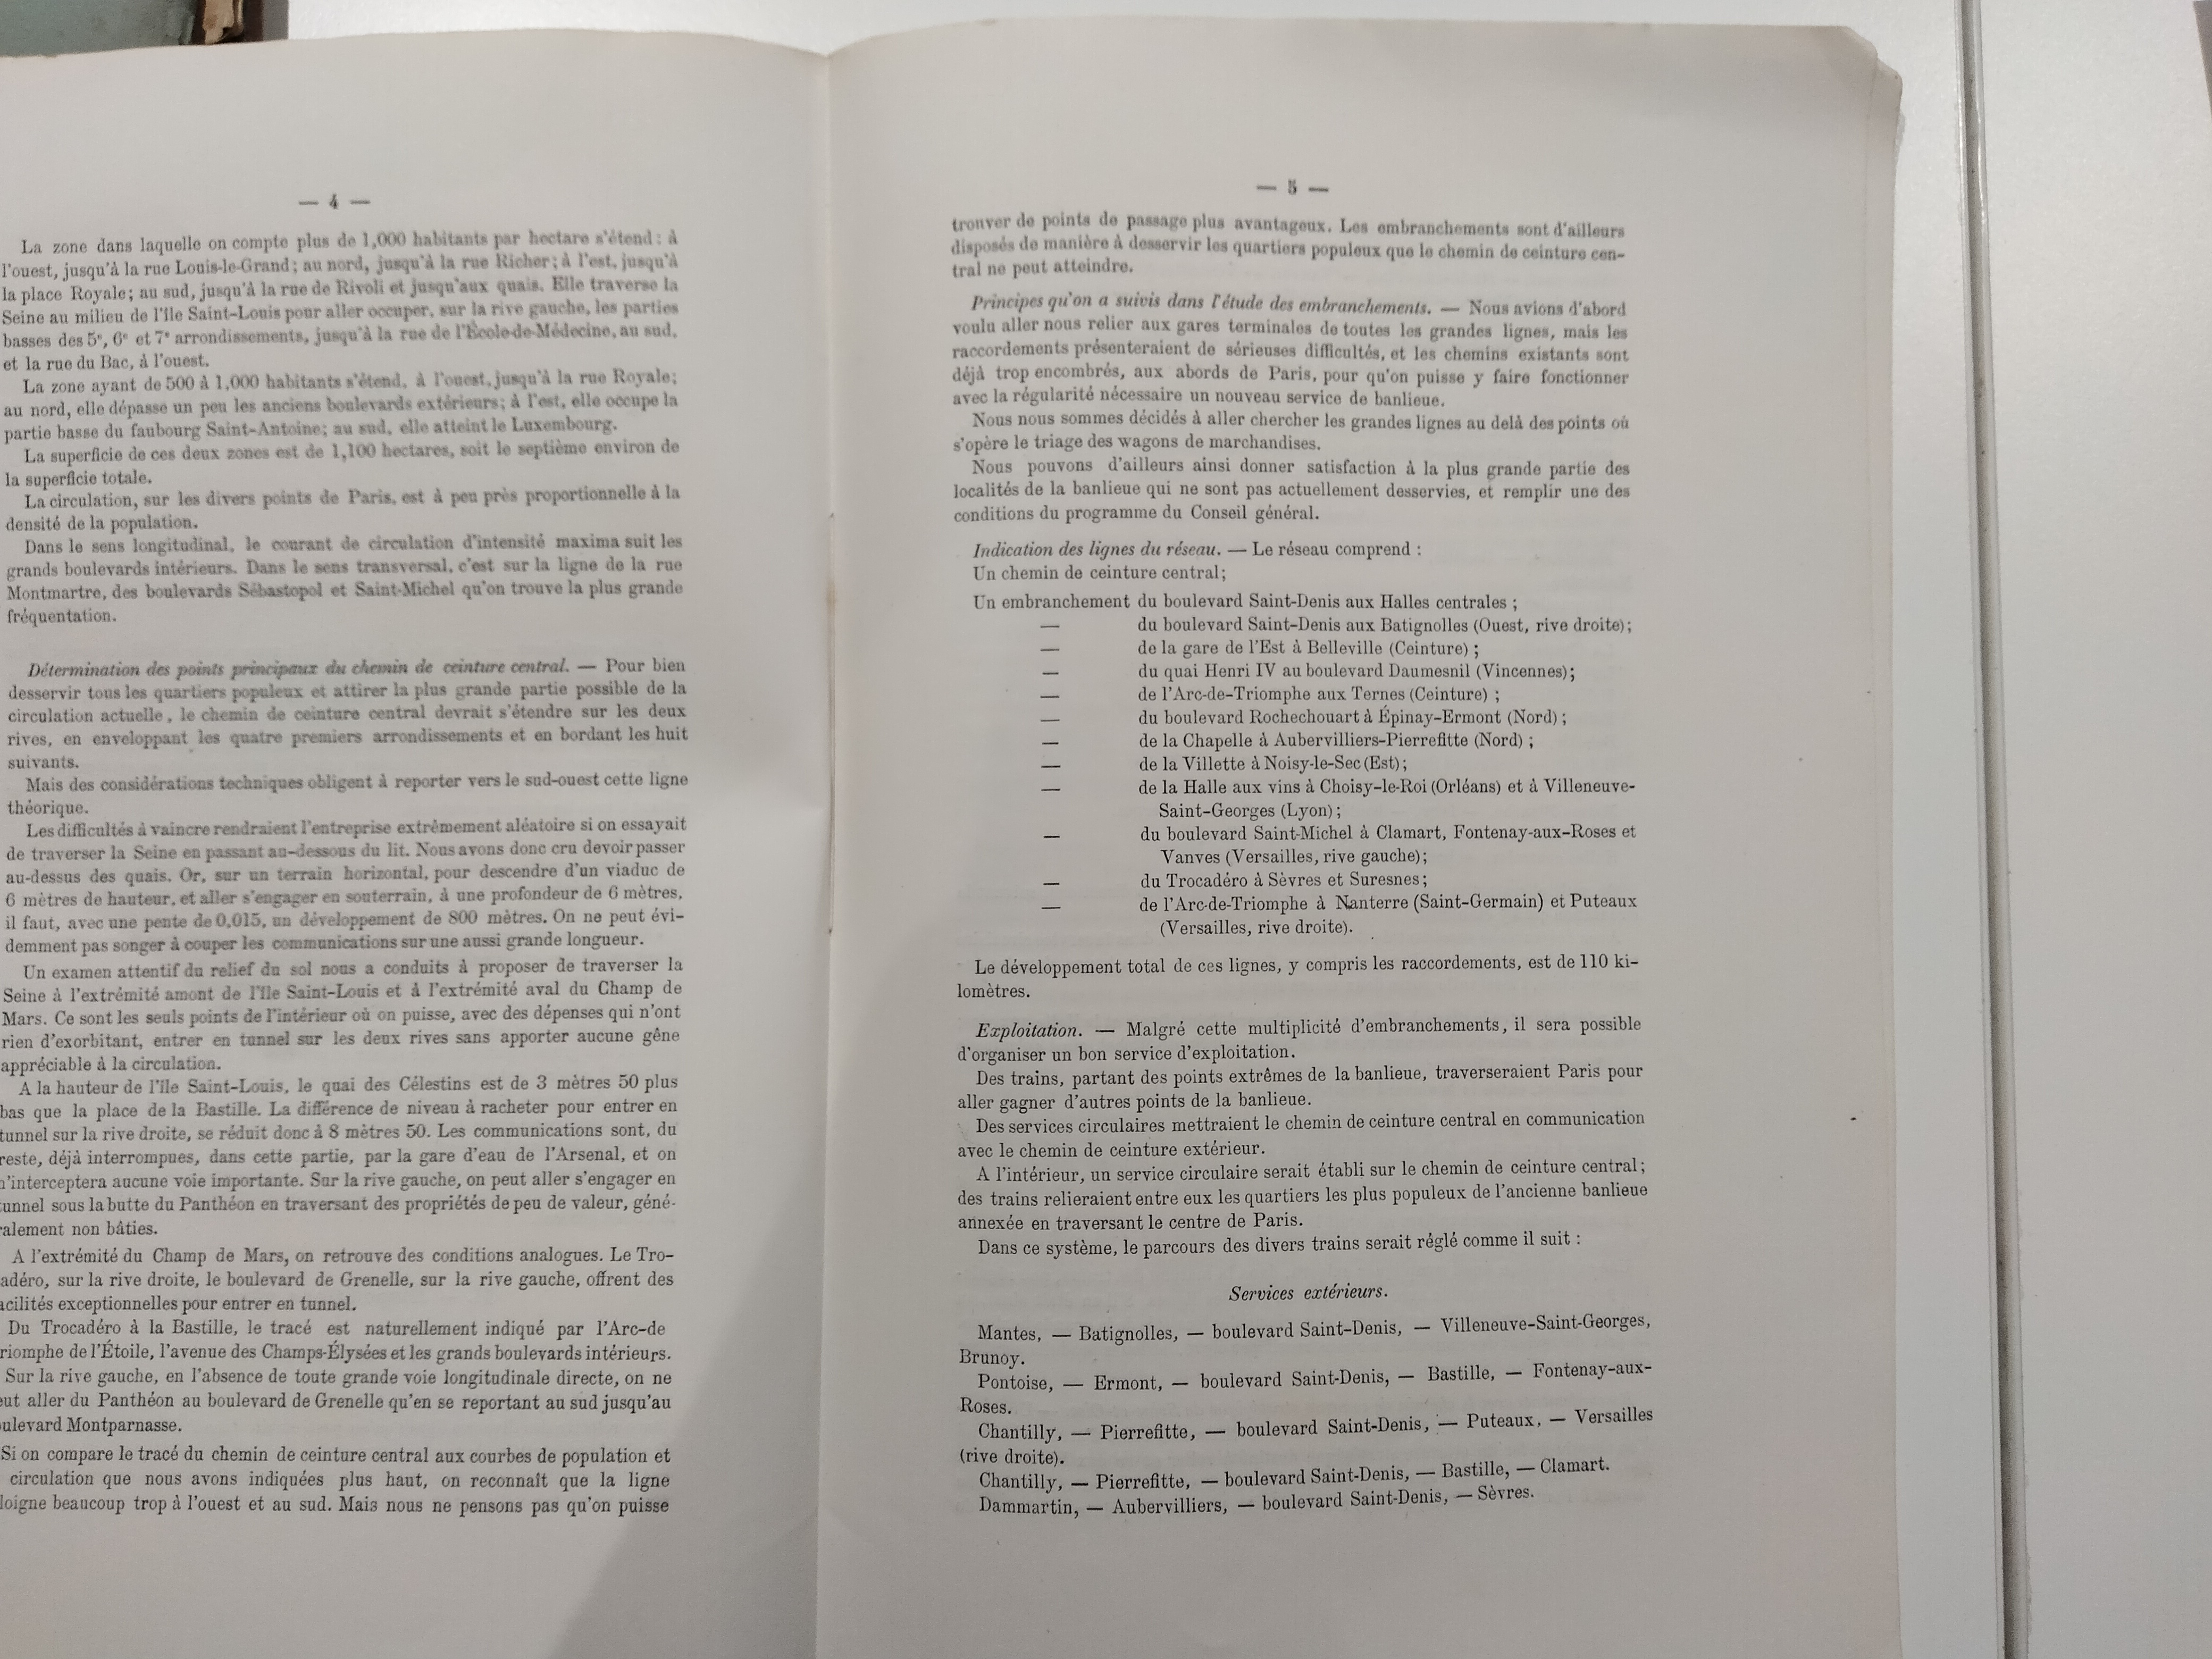 — 4 —
La zone dans laquelle on compte plus de 1,000 habitants par hectare s'étend : à
l'ouest, jusqu'à la rue Louis-le-Grand; au nord, jusqu'à la rue Richer; à l'est, jusqu'à
la place Royale; au sud, jusqu'à la rue de Rivoli et jusqu'aux quais. Elle traverse la
Seine au milieu de l'île Saint-Louis pour aller occuper, sur la rive gauche, les parties
basses des 5e, 6e et 7e arrondissements, jusqu'à la rue de l'École-de-Médecine, au sud,
et la rue du Bac, à l'ouest.
La zone ayant de 500 à 1,000 habitants s'étend, à l'ouest, jusqu'à la rue Royale;
au nord, elle dépasse un peu les anciens boulevards extérieurs; à l'est, elle occupe la
partie basse du faubourg Saint-Antoine; au sud, elle atteint le Luxembourg.
La superficie de ces deux zones est de 1,100 hectares, soit le septième environ de
la superficie totale.
La circulation, sur les divers points de Paris, est à peu près proportionnelle à la
densité de la population.
Dans le sens longitudinal, le courant de circulation d'intensité maxima suit les
grands boulevards intérieurs. Dans le sens transversal, c'est sur la ligne de la rue
Montmartre, des boulevards Sébastopol et Saint-Michel qu'on trouve la plus grande
fréquentation.
Détermination des points principaux du chemin de ceinture central. — Pour bien
desservir tous les quartiers populeux et attirer la plus grande partie possible de la
circulation actuelle, le chemin de ceinture central devrait s'étendre sur les deux
rives, en enveloppant les quatre premiers arrondissements et en bordant les huit
suivants.
Mais des considérations techniques obligent à reporter vers le sud-ouest cette ligne
théorique.
Les difficultés à vaincre rendraient l'entreprise extrêmement aléatoire si on essayait
de traverser la Seine en passant au-dessous du lit. Nous avons donc cru devoir passer
au-dessus des quais. Or, sur un terrain horizontal, pour descendre d'un viaduc de
6 mètres de hauteur, et aller s'engager en souterrain, à une profondeur de 6 mètres,
il faut, avec une pente de 0,015, un développement de 800 mètres. On ne peut évi-
demment pas songer à couper les communications sur une aussi grande longueur.
Un examen attentif du relief du sol nous a conduits à proposer de traverser la
Seine à l'extrémité amont de l'île Saint-Louis et à l'extrémité aval du Champ de
Mars. Ce sont les seuls points de l'intérieur où on puisse, avec des dépenses qui n'ont
rien d'exorbitant, entrer en tunnel sur les deux rives sans apporter aucune gêne
appréciable à la circulation.
A la hauteur de l'île Saint-Louis, le quai des Célestins est de 3 mètres 50 plus
bas que la place de la Bastille. La différence de niveau à racheter pour entrer en
tunnel sur la rive droite, se réduit donc à 8 mètres 50. Les communications sont, du
reste, déjà interrompues, dans cette partie, par la gare d'eau de l'Arsenal, et on
n'interceptera aucune voie importante. Sur la rive gauche, on peut aller s'engager en
tunnel sous la butte du Panthéon en traversant des propriétés de peu de valeur, géné-
ralement non bâties.
A l'extrémité du Champ de Mars, on retrouve des conditions analogues. Le Tro-
adéro, sur la rive droite, le boulevard de Grenelle, sur la rive gauche, offrent des
acilités exceptionnelles pour entrer en tunnel.
Du Trocadéro à la Bastille, le tracé est naturellement indiqué par l'Arc-de
riomphe de l'Étoile, l'avenue des Champs-Élysées et les grands boulevards intérieurs.
Sur la rive gauche, en l'absence de toute grande voie longitudinale directe, on ne
eut aller du Panthéon au boulevard de Grenelle qu'en se reportant au sud jusqu'au
oulevard Montparnasse.
Si on compare le tracé du chemin de ceinture central aux courbes de population et
circulation que nous avons indiquées plus haut, on reconnaît que la ligne
loigne beaucoup trop à l'ouest et au sud. Mais nous ne pensons pas qu'on puisse
— 5 —
trouver de points de passage plus avantageux. Les embranchements sont d'ailleurs
disposés de manière à desservir les quartiers populeux que le chemin de ceinture cen-
tral ne peut atteindre.
Principes qu'on a suivis dans l'étude des embranchements. — Nous avions d'abord
voulu aller nous relier aux gares terminales de toutes les grandes lignes, mais les
raccordements présenteraient de sérieuses difficultés, et les chemins existants sont
déjà trop encombrés, aux abords de Paris, pour qu'on puisse y faire fonctionner
avec la régularité nécessaire un nouveau service de banlieue.
Nous nous sommes décidés à aller chercher les grandes lignes au delà des points où
s'opère le triage des wagons de marchandises.
Nous pouvons d'ailleurs ainsi donner satisfaction à la plus grande partie des
localités de la banlieue qui ne sont pas actuellement desservies, et remplir une des
conditions du programme du Conseil général.
Indication des lignes du réseau. — Le réseau comprend :
Un chemin de ceinture central;
Un embranchement du boulevard Saint-Denis aux Halles centrales ;
— du boulevard Saint-Denis aux Batignolles (Ouest, rive droite);
— de la gare de l'Est à Belleville (Ceinture) ;
— du quai Henri IV au boulevard Daumesnil (Vincennes);
— de l'Arc-de-Triomphe aux Ternes (Ceinture) ;
— du boulevard Rochechouart à Épinay-Ermont (Nord) ;
— de la Chapelle à Aubervilliers-Pierrefitte (Nord) ;
— de la Villette à Noisy-le-Sec (Est);
— de la Halle aux vins à Choisy-le-Roi (Orléans) et à Villeneuve-
Saint-Georges (Lyon) ;
— du boulevard Saint-Michel à Clamart, Fontenay-aux-Roses et
Vanves (Versailles, rive gauche);
— du Trocadéro à Sèvres et Suresnes;
— de l'Arc-de-Triomphe à Nanterre (Saint-Germain) et Puteaux
(Versailles, rive droite).
Le développement total de ces lignes, y compris les raccordements, est de 110 ki-
lomètres.
Exploitation. — Malgré cette multiplicité d'embranchements, il sera possible
d'organiser un bon service d'exploitation.
Des trains, partant des points extrêmes de la banlieue, traverseraient Paris pour
aller gagner d'autres points de la banlieue.
Des services circulaires mettraient le chemin de ceinture central en communication
avec le chemin de ceinture extérieur.
A l'intérieur, un service circulaire serait établi sur le chemin de ceinture central;
des trains relieraient entre eux les quartiers les plus populeux de l'ancienne banlieue
annexée en traversant le centre de Paris.
Dans ce système, le parcours des divers trains serait réglé comme il suit :
Services extérieurs.
Mantes, — Batignolles, — boulevard Saint-Denis, — Villeneuve-Saint-Georges,
Brunoy.
Pontoise, — Ermont, — boulevard Saint-Denis, — Bastille, — Fontenay-aux-
Roses.
Chantilly, — Pierrefitte, — boulevard Saint-Denis, — Puteaux, — Versailles
(rive droite).
Chantilly, — Pierrefitte, — boulevard Saint-Denis, — Bastille, — Clamart.
Dammartin, — Aubervilliers, — boulevard Saint-Denis, — Sèvres.